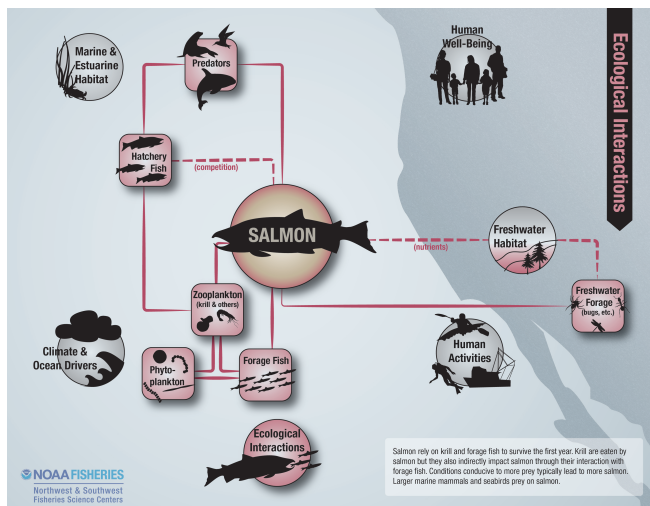 Ecological Interactions
Marine &
Estuarine
Habitat
Predators
Human
Well-Being
Hatchery
Fish
(competition)
SALMON
(nutrients)
Freshwater
Habitat
Zooplankton
(krill & others)
Freshwater
Forage
(bugs, etc.)
Climate &
Ocean Drivers
Phyto-
plankton
Forage Fish
Human
Activities
Ecological
Interactions
Salmon rely on krill and forage fish to survive the first year. Krill are eaten by
salmon but they also indirectly impact salmon through their interaction with
forage fish. Conditions conducive to more prey typically lead to more salmon.
Larger marine mammals and seabirds prey on salmon.
NOAA FISHERIES
Northwest & Southwest
Fisheries Science Centers